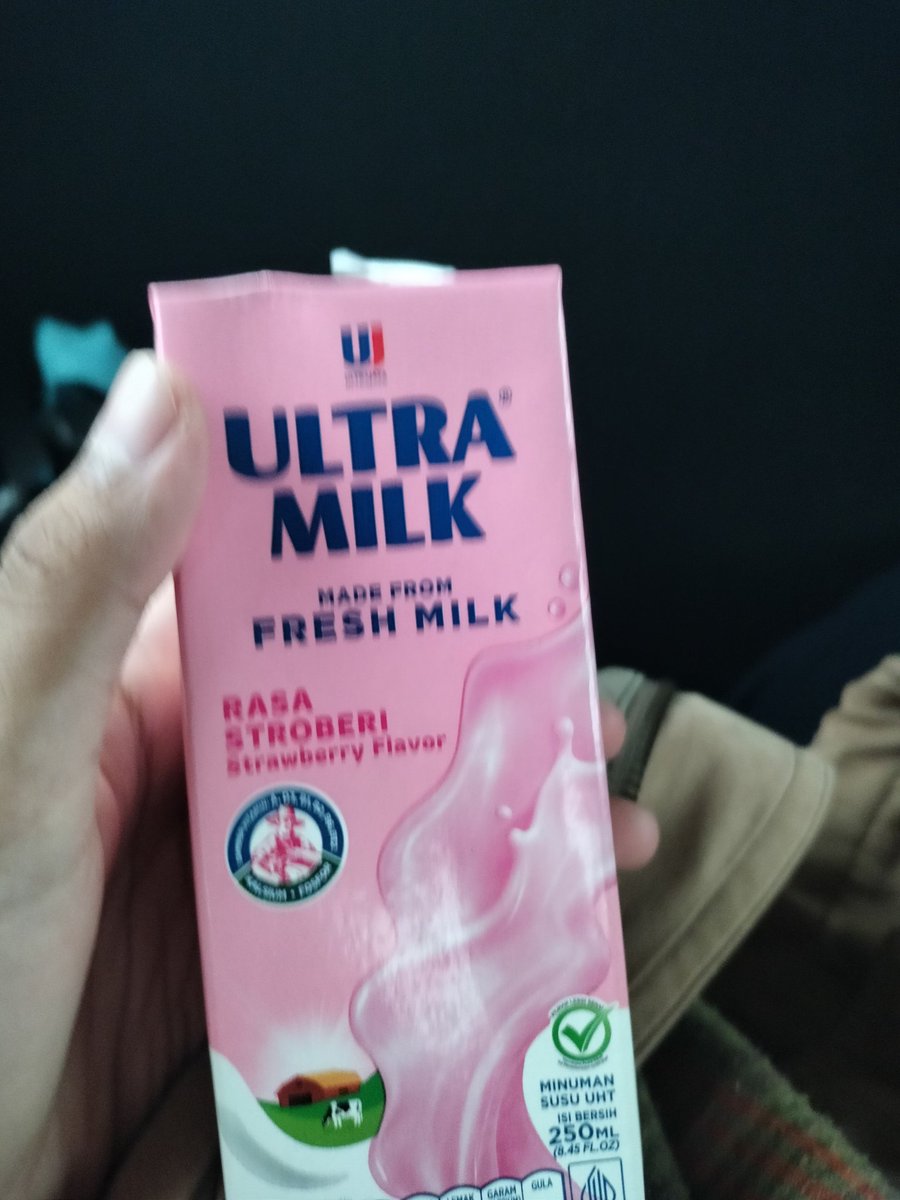 ULTRA®
MILK
MADE FROM
FRESH MILK
RASA
STROBERI
Strawberry Flavor
MINUMAN
SUSU UHT
ISI BERSIH
250ML
(8.45 FL.OZ)
LEMAK GARAM GULA